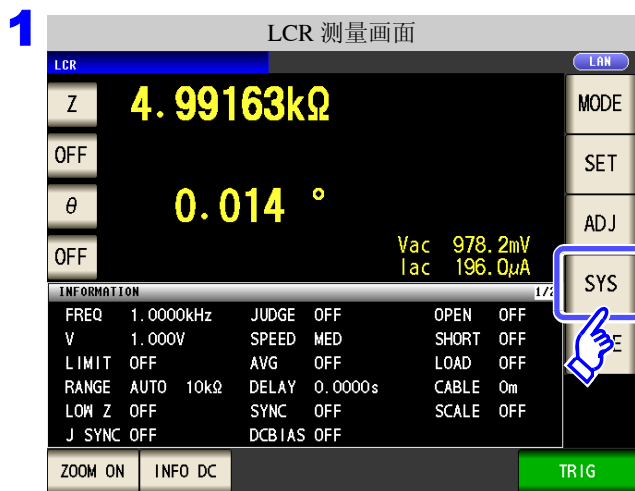 1
LCR 测量画面
LCR
LAN
Z 4.99163kΩ
MODE
OFF
SET
θ 0.014 °
ADJ
OFF
Vac 978.2mV
Iac 196.0μA
SYS
INFORMATION
FREQ 1.0000kHz JUDGE OFF OPEN OFF
V 1.000V SPEED MED SHORT OFF
LIMIT OFF AVG OFF LOAD OFF
RANGE AUTO 10kΩ DELAY 0.0000s CABLE 0m
LOW Z OFF SYNC OFF SCALE OFF
J SYNC OFF DCBIAS OFF
ZOOM ON INFO DC TRIG